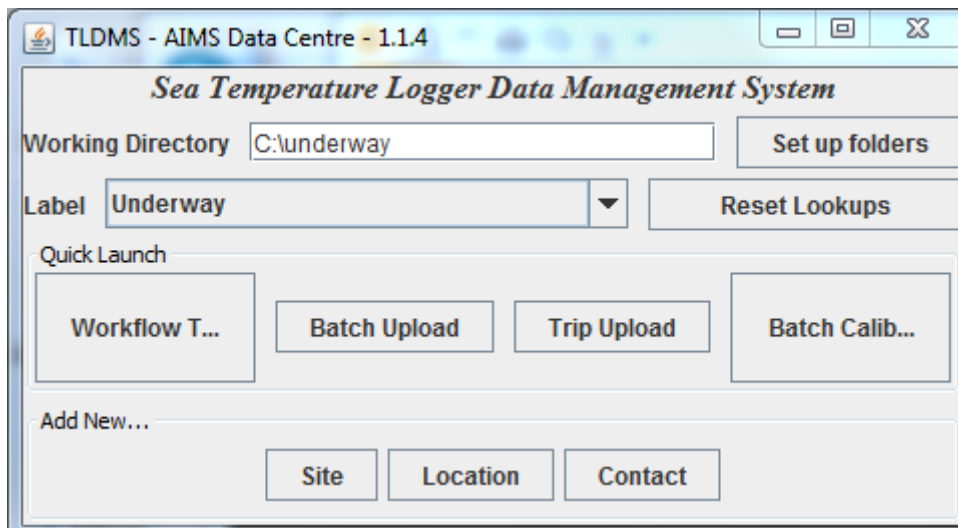 TLDMS - AIMS Data Centre - 1.1.4
Sea Temperature Logger Data Management System
Working Directory C:\underway Set up folders
Label Underway Reset Lookups
Quick Launch
Workflow T... Batch Upload Trip Upload Batch Calib...
Add New...
Site Location Contact